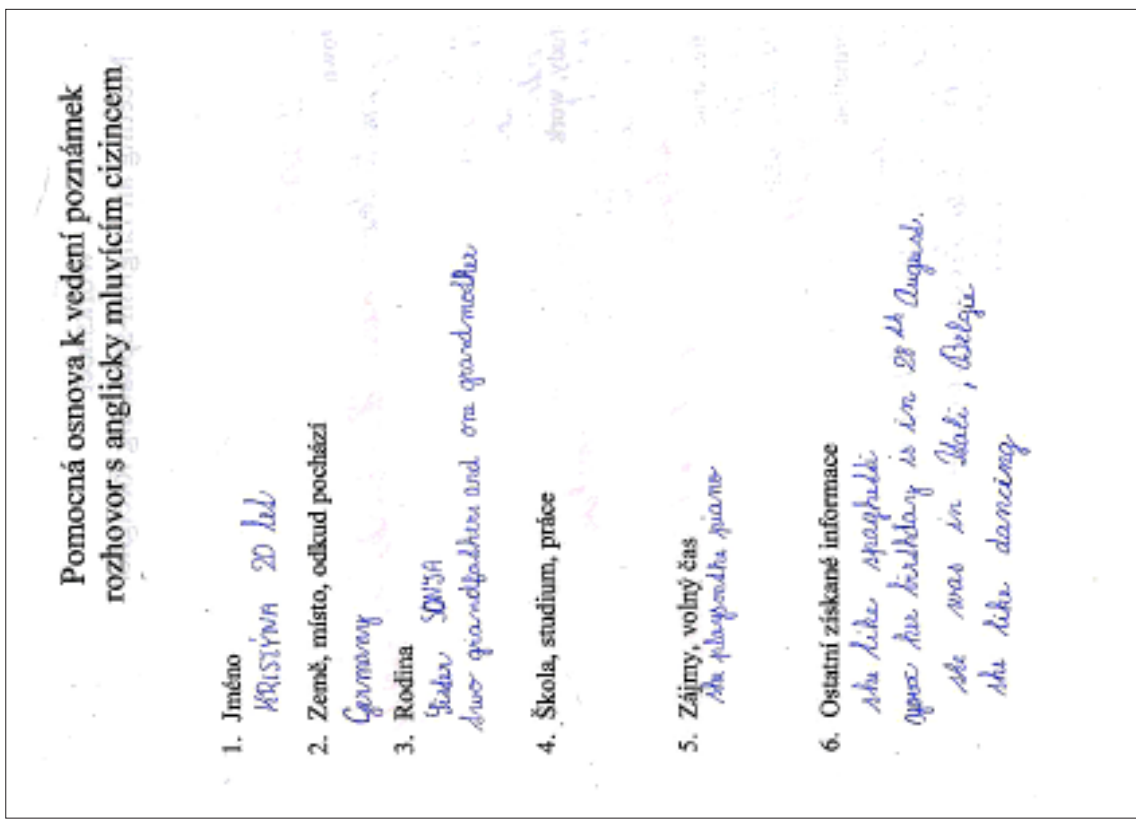 Pomocná osnova k vedení poznámek
rozhovor s anglicky mluvícím cizincem
1. Jméno
KRISTÝNA 20 let
2. Země, místo, odkud pochází
Germany
3. Rodina
Sister SONJA
two grandfathers and one grandmother
4. Škola, studium, práce
5. Zájmy, volný čas
she plays the piano
6. Ostatní získané informace
she like spaghetti
her birthday is in 28 th August.
she was in Itali, Belgie
she like dancing